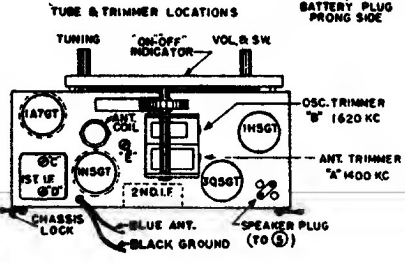 TUBE & TRIMMER LOCATIONS
BATTERY PLUG
PRONG SIDE
TUNING
"ON-OFF"
INDICATOR
VOL. & SW.
1A7GT
ANT.
COIL
OSC. TRIMMER
"B" 1620 KC
1H5GT
"C"
"E"
1ST. I.F.
"D"
1N5GT
ANT. TRIMMER
"A" 1400 KC
2ND. I.F.
3Q5GT
CHASSIS
LOCK
BLUE ANT.
BLACK GROUND
SPEAKER PLUG
(TO S)